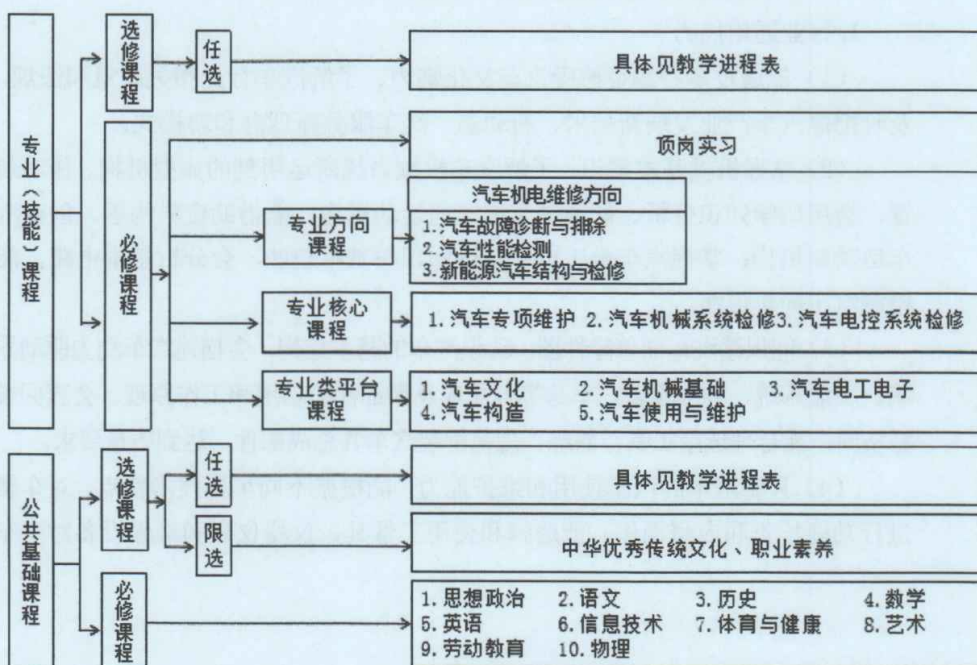 专业（技能）课程
选修课程
任选
具体见教学进程表
必修课程
顶岗实习
专业方向
课程
汽车机电维修方向
1.汽车故障诊断与排除
2.汽车性能检测
3.新能源汽车结构与检修
专业核心
课程
1.汽车专项维护 2.汽车机械系统检修3.汽车电控系统检修
专业类平台
课程
1.汽车文化 2.汽车机械基础 3.汽车电工电子
4.汽车构造 5.汽车使用与维护
公共基础课程
选修课程
任选
具体见教学进程表
限选
中华优秀传统文化、职业素养
必修课程
1.思想政治 2.语文 3.历史 4.数学
5.英语 6.信息技术 7.体育与健康 8.艺术
9.劳动教育 10.物理